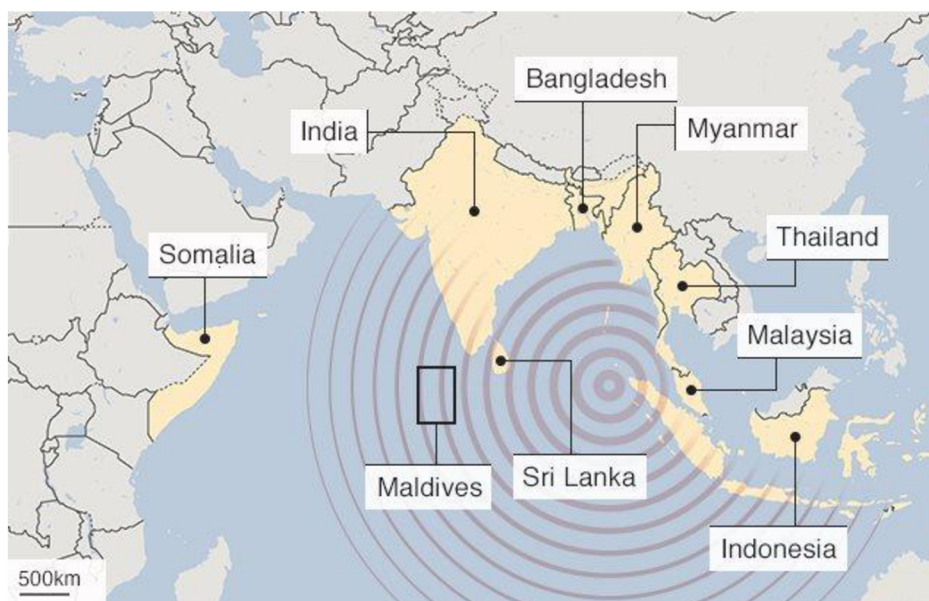 Bangladesh
India
Myanmar
Thailand
Somalia
Malaysia
Maldives
Sri Lanka
Indonesia
500km